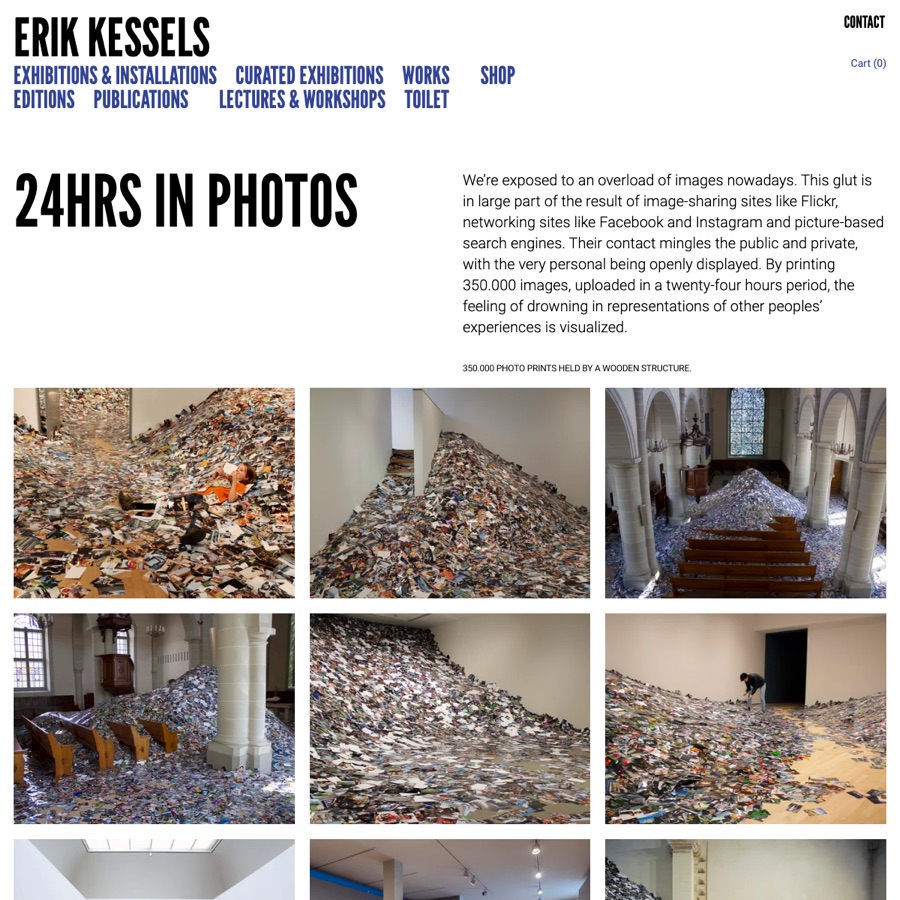 ERIK KESSELS
CONTACT
EXHIBITIONS & INSTALLATIONS CURATED EXHIBITIONS WORKS SHOP
Cart (0)
EDITIONS PUBLICATIONS LECTURES & WORKSHOPS TOILET
24HRS IN PHOTOS
We’re exposed to an overload of images nowadays. This glut is
in large part of the result of image-sharing sites like Flickr,
networking sites like Facebook and Instagram and picture-based
search engines. Their contact mingles the public and private,
with the very personal being openly displayed. By printing
350.000 images, uploaded in a twenty-four hours period, the
feeling of drowning in representations of other peoples’
experiences is visualized.
350.000 PHOTO PRINTS HELD BY A WOODEN STRUCTURE.